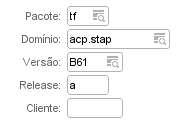 Pacote: tf
Domínio: acp.stap
Versão: B61
Release: a
Cliente: